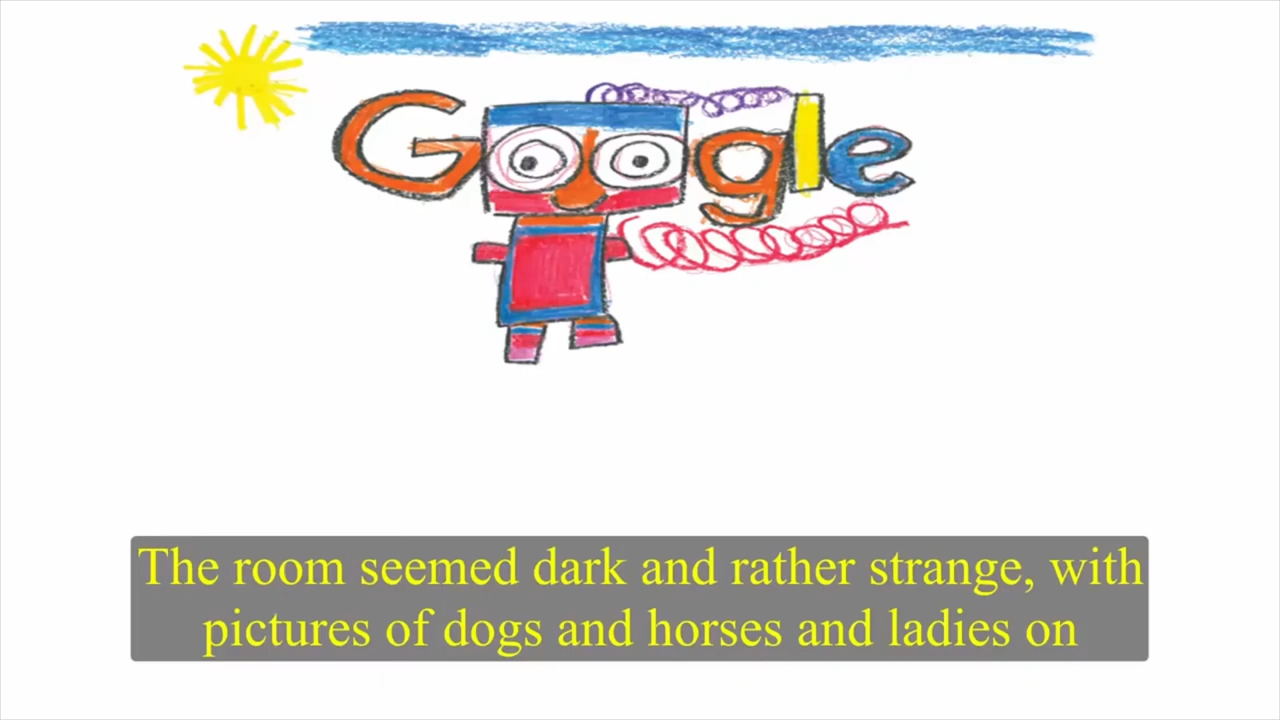 Google
The room seemed dark and rather strange, with
pictures of dogs and horses and ladies on